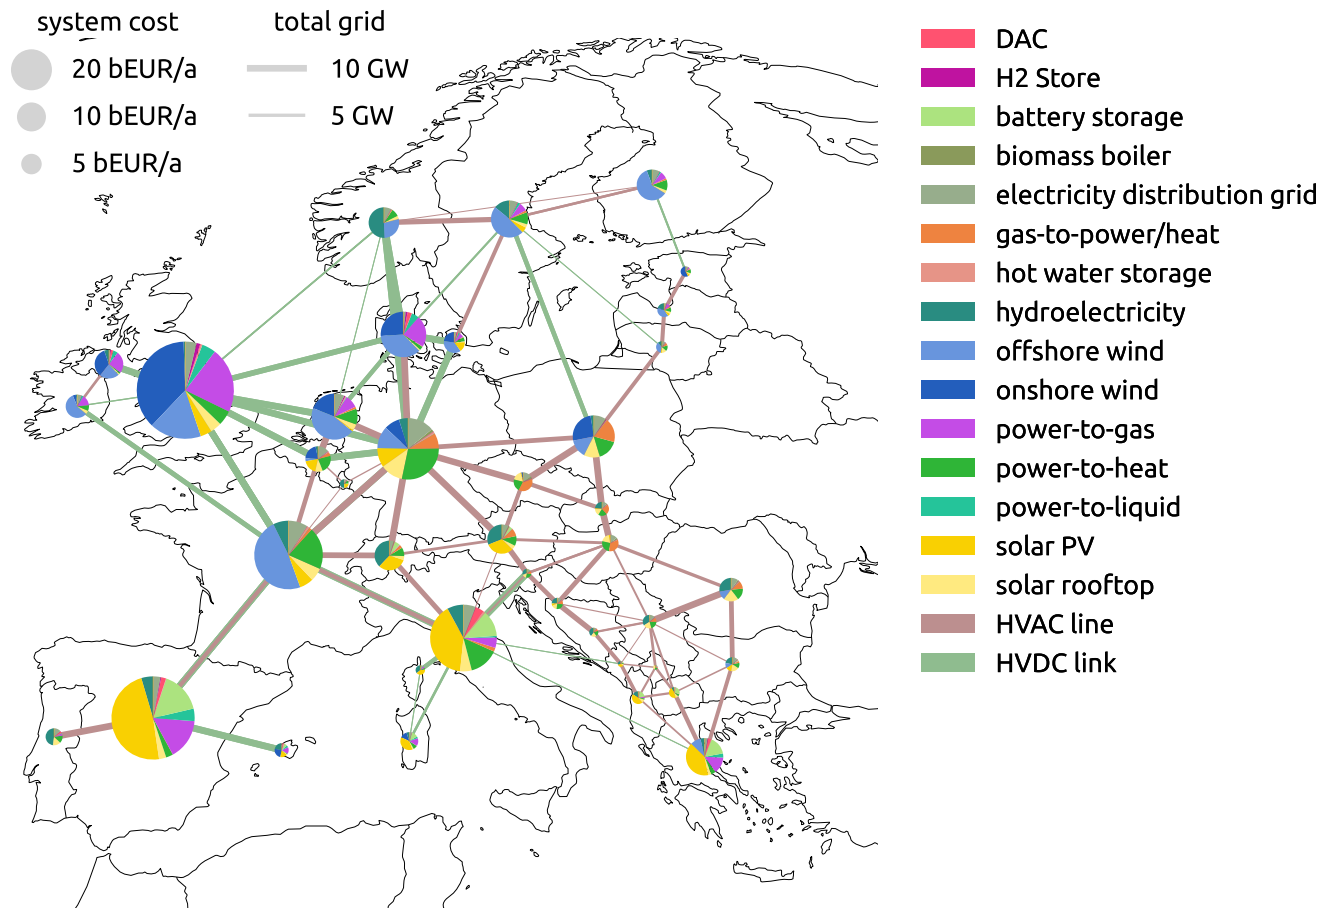 system cost
20 bEUR/a
10 bEUR/a
5 bEUR/a
total grid
10 GW
5 GW
DAC
H2 Store
battery storage
biomass boiler
electricity distribution grid
gas-to-power/heat
hot water storage
hydroelectricity
offshore wind
onshore wind
power-to-gas
power-to-heat
power-to-liquid
solar PV
solar rooftop
HVAC line
HVDC link